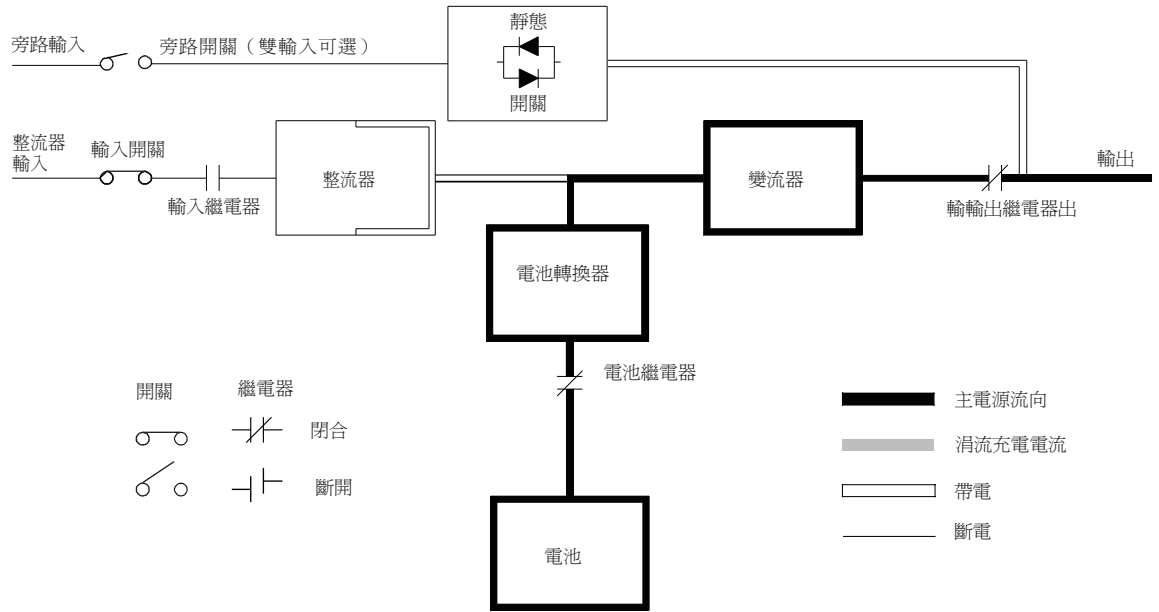 靜態
旁路輸入
旁路開關（雙輸入可選）
開關
整流器
輸入
輸入開關
整流器
變流器
輸出
輸入繼電器
輸輸出繼電器出
電池轉換器
電池繼電器
開關
繼電器
閉合
斷開
主電源流向
涓流充電電流
帶電
斷電
電池